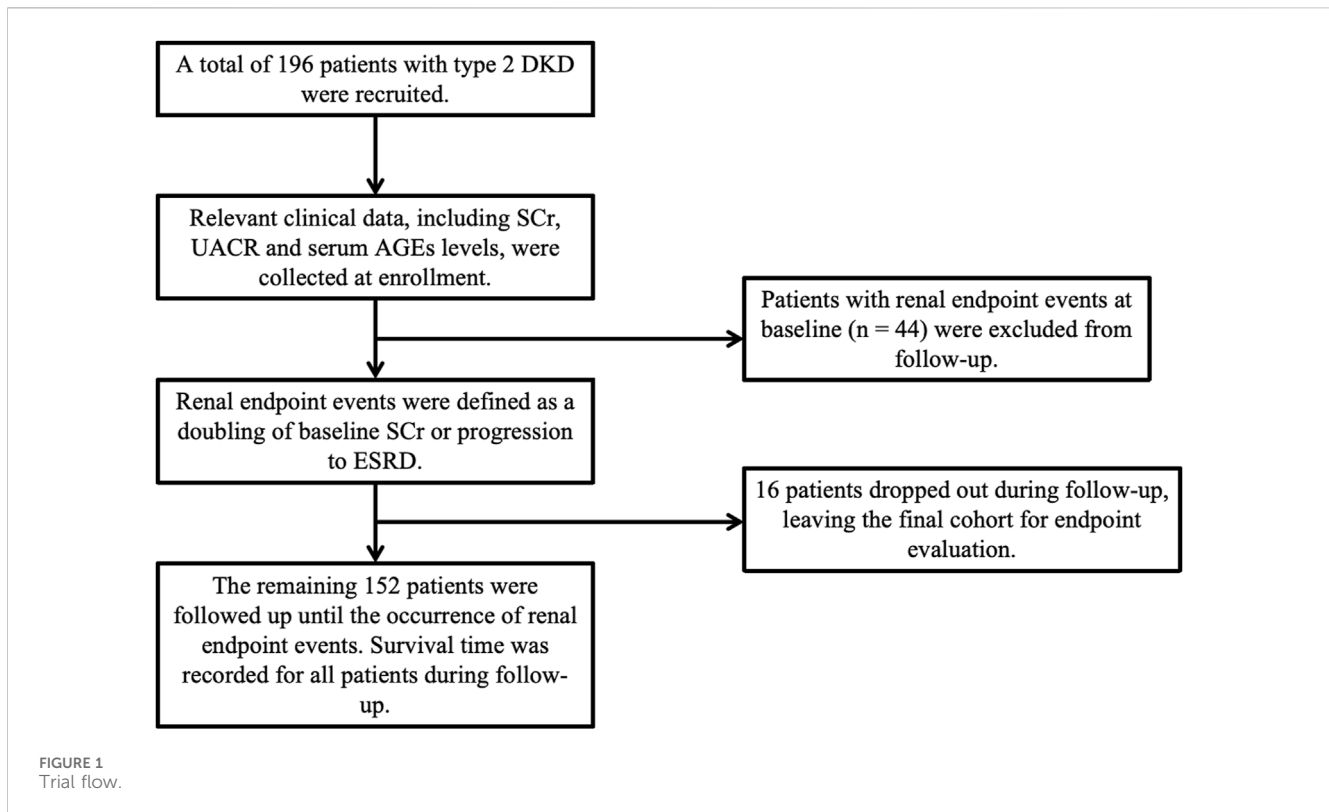 A total of 196 patients with type 2 DKD
were recruited.
Relevant clinical data, including SCr,
UACR and serum AGEs levels, were
collected at enrollment.
Patients with renal endpoint events at
baseline (n = 44) were excluded from
follow-up.
Renal endpoint events were defined as a
doubling of baseline SCr or progression
to ESRD.
16 patients dropped out during follow-up,
leaving the final cohort for endpoint
evaluation.
The remaining 152 patients were
followed up until the occurrence of renal
endpoint events. Survival time was
recorded for all patients during follow-
up.
FIGURE 1
Trial flow.